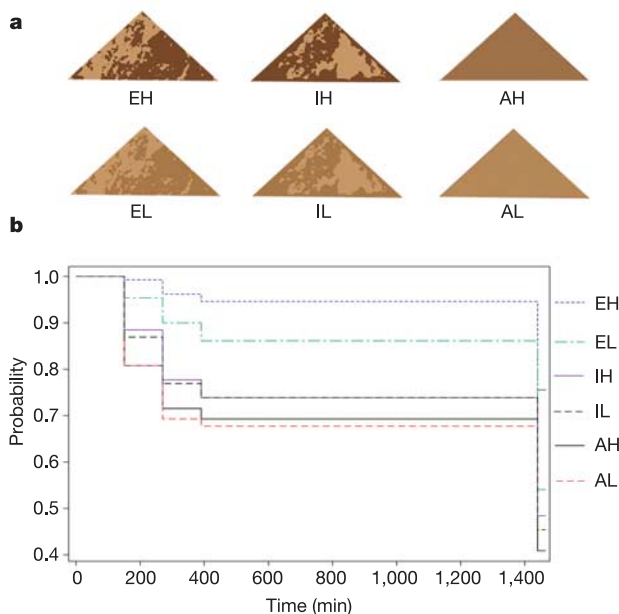 a
EH IH AH
EL IL AL
b
1.0
0.9
0.8
0.7
0.6
0.5
0.4
Probability
0 200 400 600 800 1,000 1,200 1,400
Time (min)
EH
EL
IH
IL
AH
AL